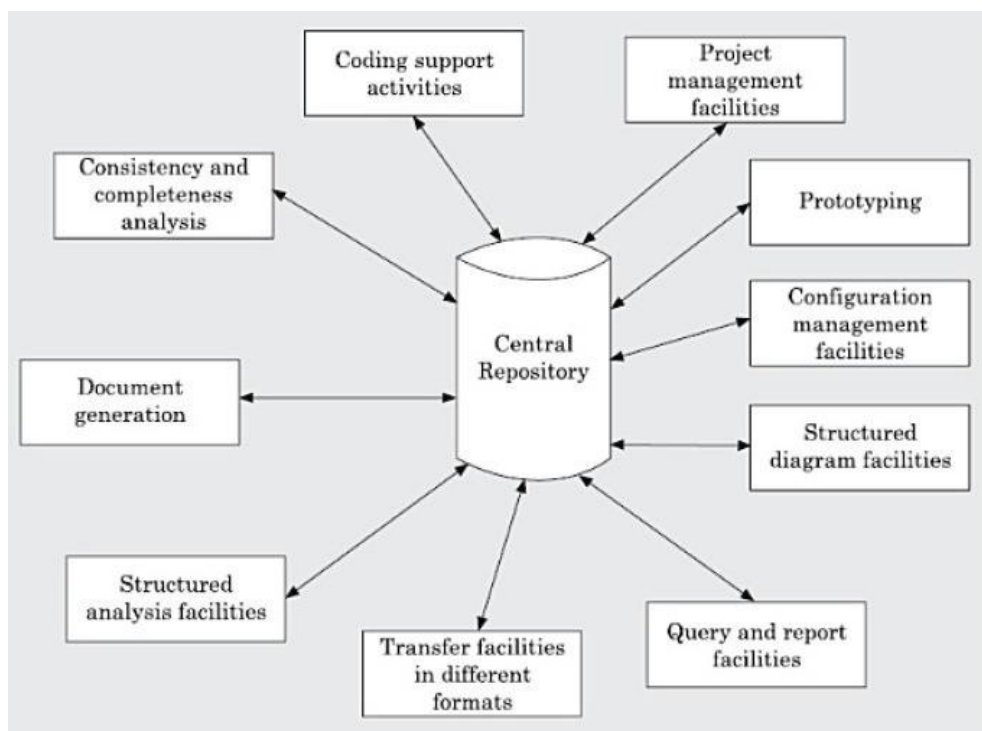 Coding support
activities
Project
management
facilities
Consistency and
completeness
analysis
Prototyping
Configuration
management
facilities
Central
Repository
Document
generation
Structured
diagram facilities
Structured
analysis facilities
Transfer facilities
in different
formats
Query and report
facilities